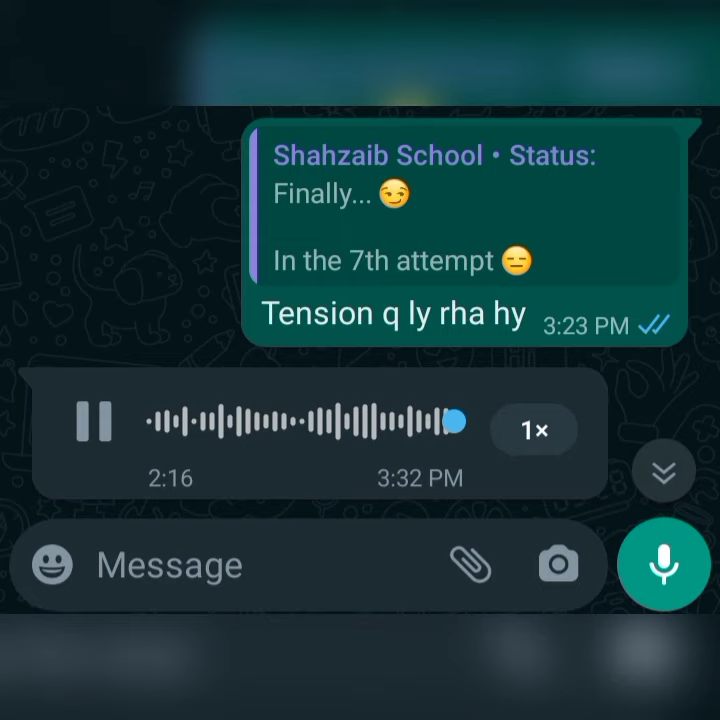 Shahzaib School • Status:
Finally... 😏
In the 7th attempt 😑
Tension q ly rha hy 3:23 PM
1×
2:16 3:32 PM
Message